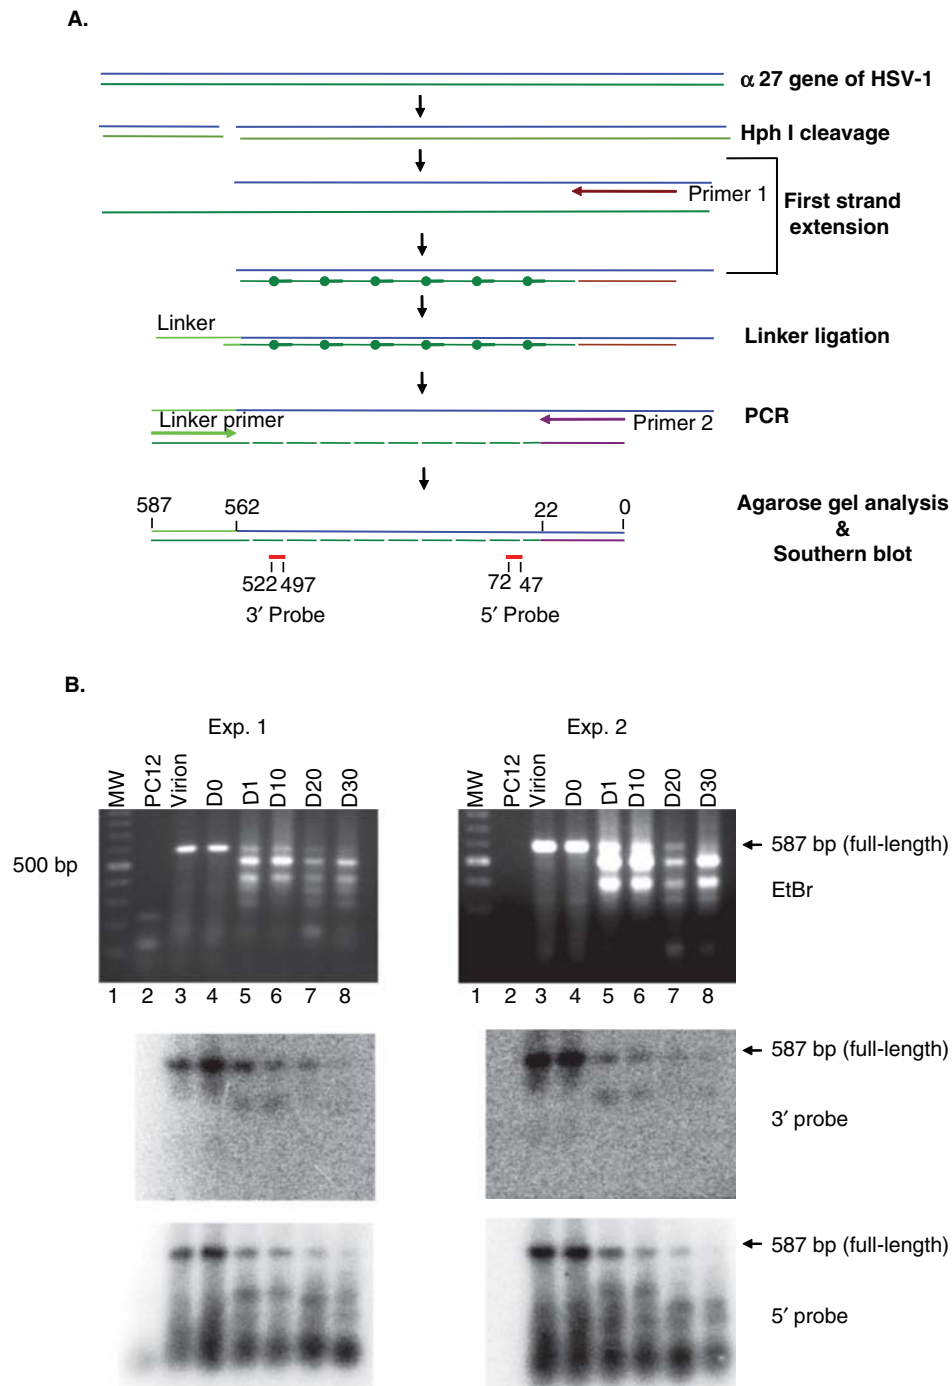 A.
α 27 gene of HSV-1
Hph I cleavage
Primer 1
First strand
extension
Linker
Linker ligation
Linker primer
Primer 2
PCR
587
562
22
0
Agarose gel analysis
&
Southern blot
522
497
72
47
3′ Probe
5′ Probe
B.
Exp. 1
Exp. 2
MW
PC12
Virion
D0
D1
D10
D20
D30
MW
PC12
Virion
D0
D1
D10
D20
D30
500 bp
587 bp (full-length)
EtBr
1 2 3 4 5 6 7 8
1 2 3 4 5 6 7 8
587 bp (full-length)
3′ probe
587 bp (full-length)
5′ probe